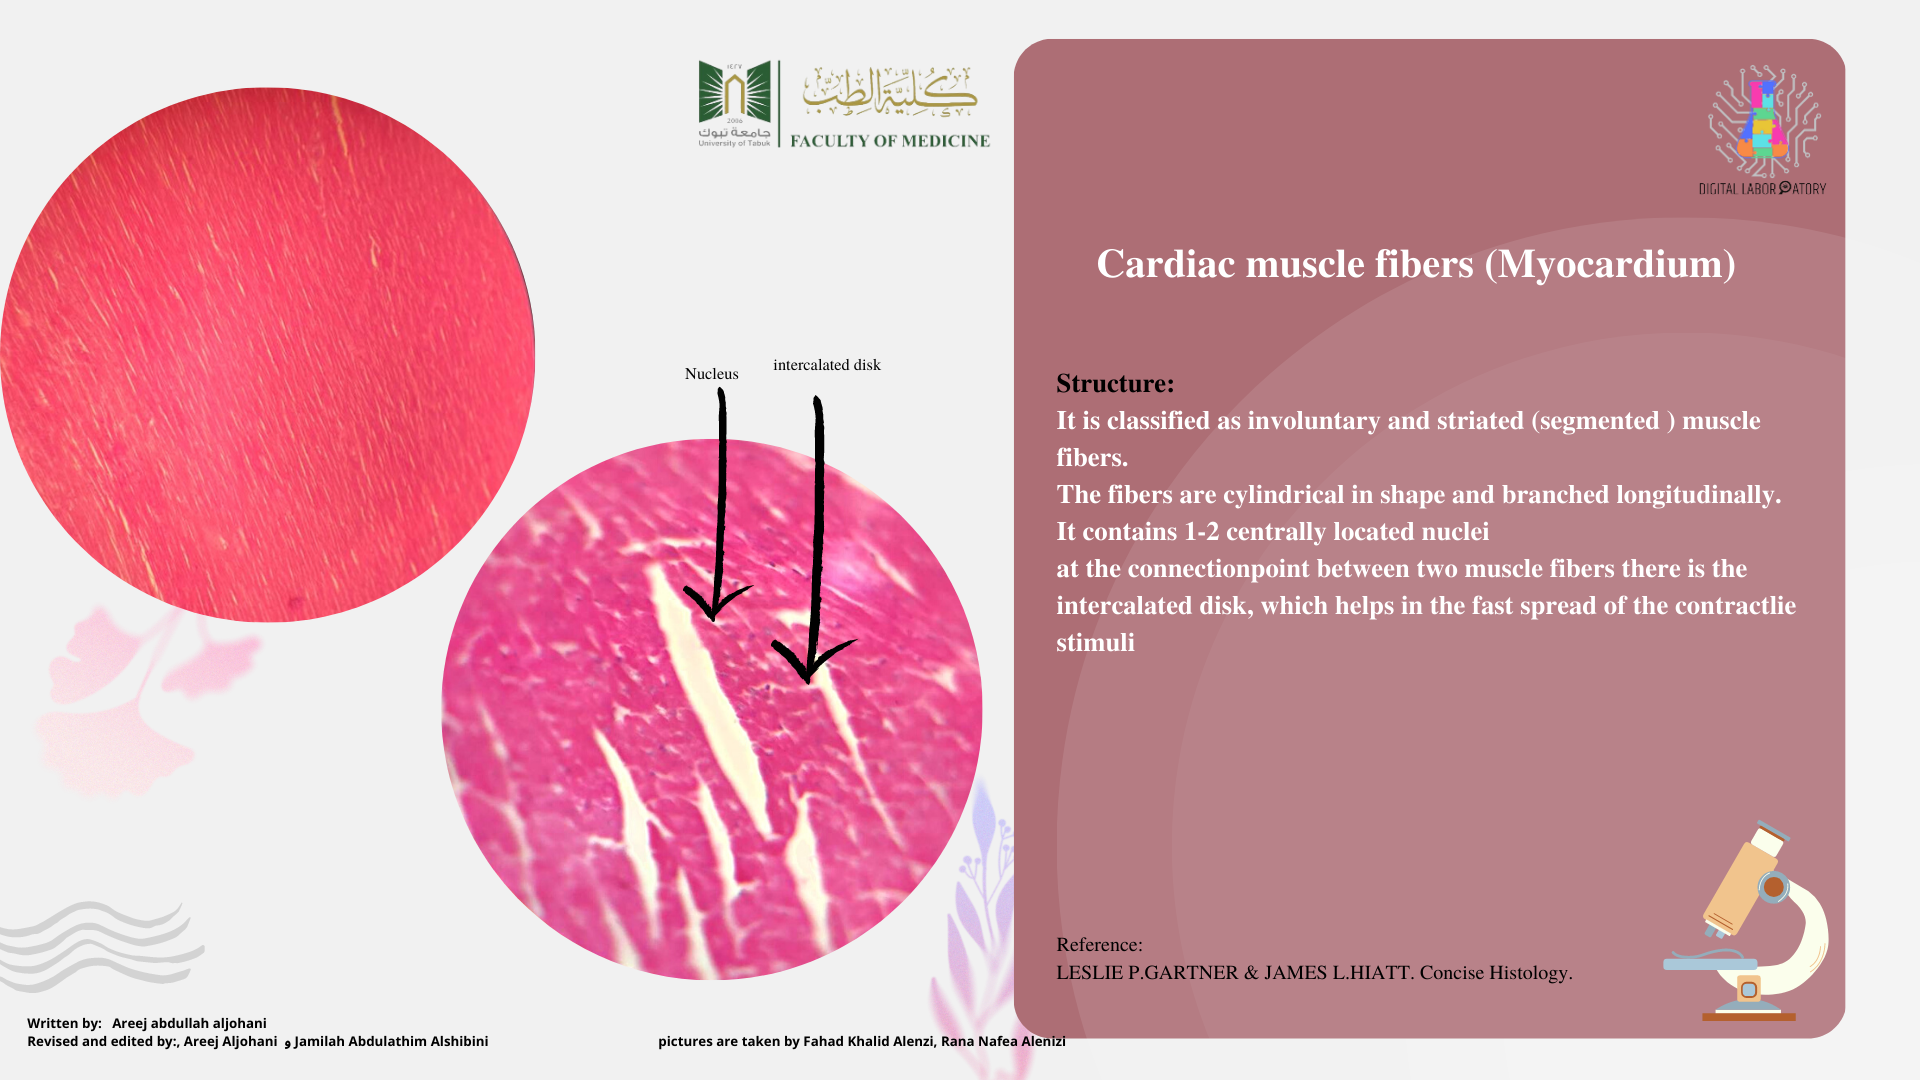 ١٤٢٧
2006
جامعة تبوك
University of Tabuk
كلية الطب
FACULTY OF MEDICINE
DIGITAL LABORATORY
Cardiac muscle fibers (Myocardium)
Nucleus
intercalated disk
Structure:
It is classified as involuntary and striated (segmented ) muscle
fibers.
The fibers are cylindrical in shape and branched longitudinally.
It contains 1-2 centrally located nuclei
at the connectionpoint between two muscle fibers there is the
intercalated disk, which helps in the fast spread of the contractlie
stimuli
Reference:
LESLIE P.GARTNER & JAMES L.HIATT. Concise Histology.
Written by: Areej abdullah aljohani
Revised and edited by:, Areej Aljohani و Jamilah Abdulathim Alshibini
pictures are taken by Fahad Khalid Alenzi, Rana Nafea Alenizi